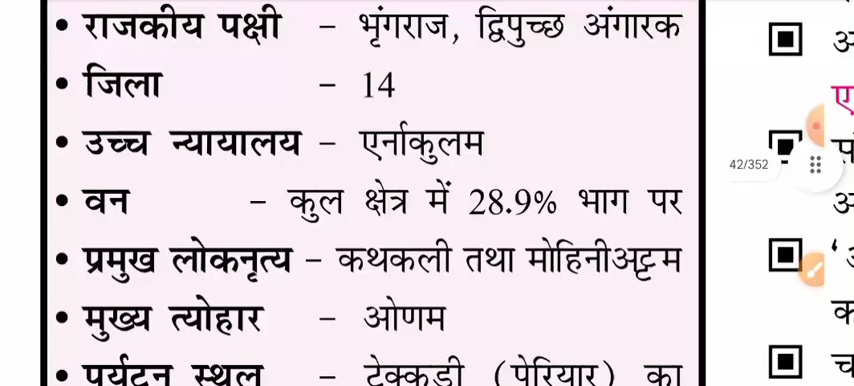 • राजकीय पक्षी – भृंगराज, द्विपुच्छ अंगारक
• जिला – 14
• उच्च न्यायालय – एर्नाकुलम
• वन – कुल क्षेत्र में 28.9% भाग पर
• प्रमुख लोकनृत्य – कथकली तथा मोहिनीअट्टम
• मुख्य त्योहार – ओणम
• पर्यटन स्थल – टेक्कडी (पेरियार) का
42/352